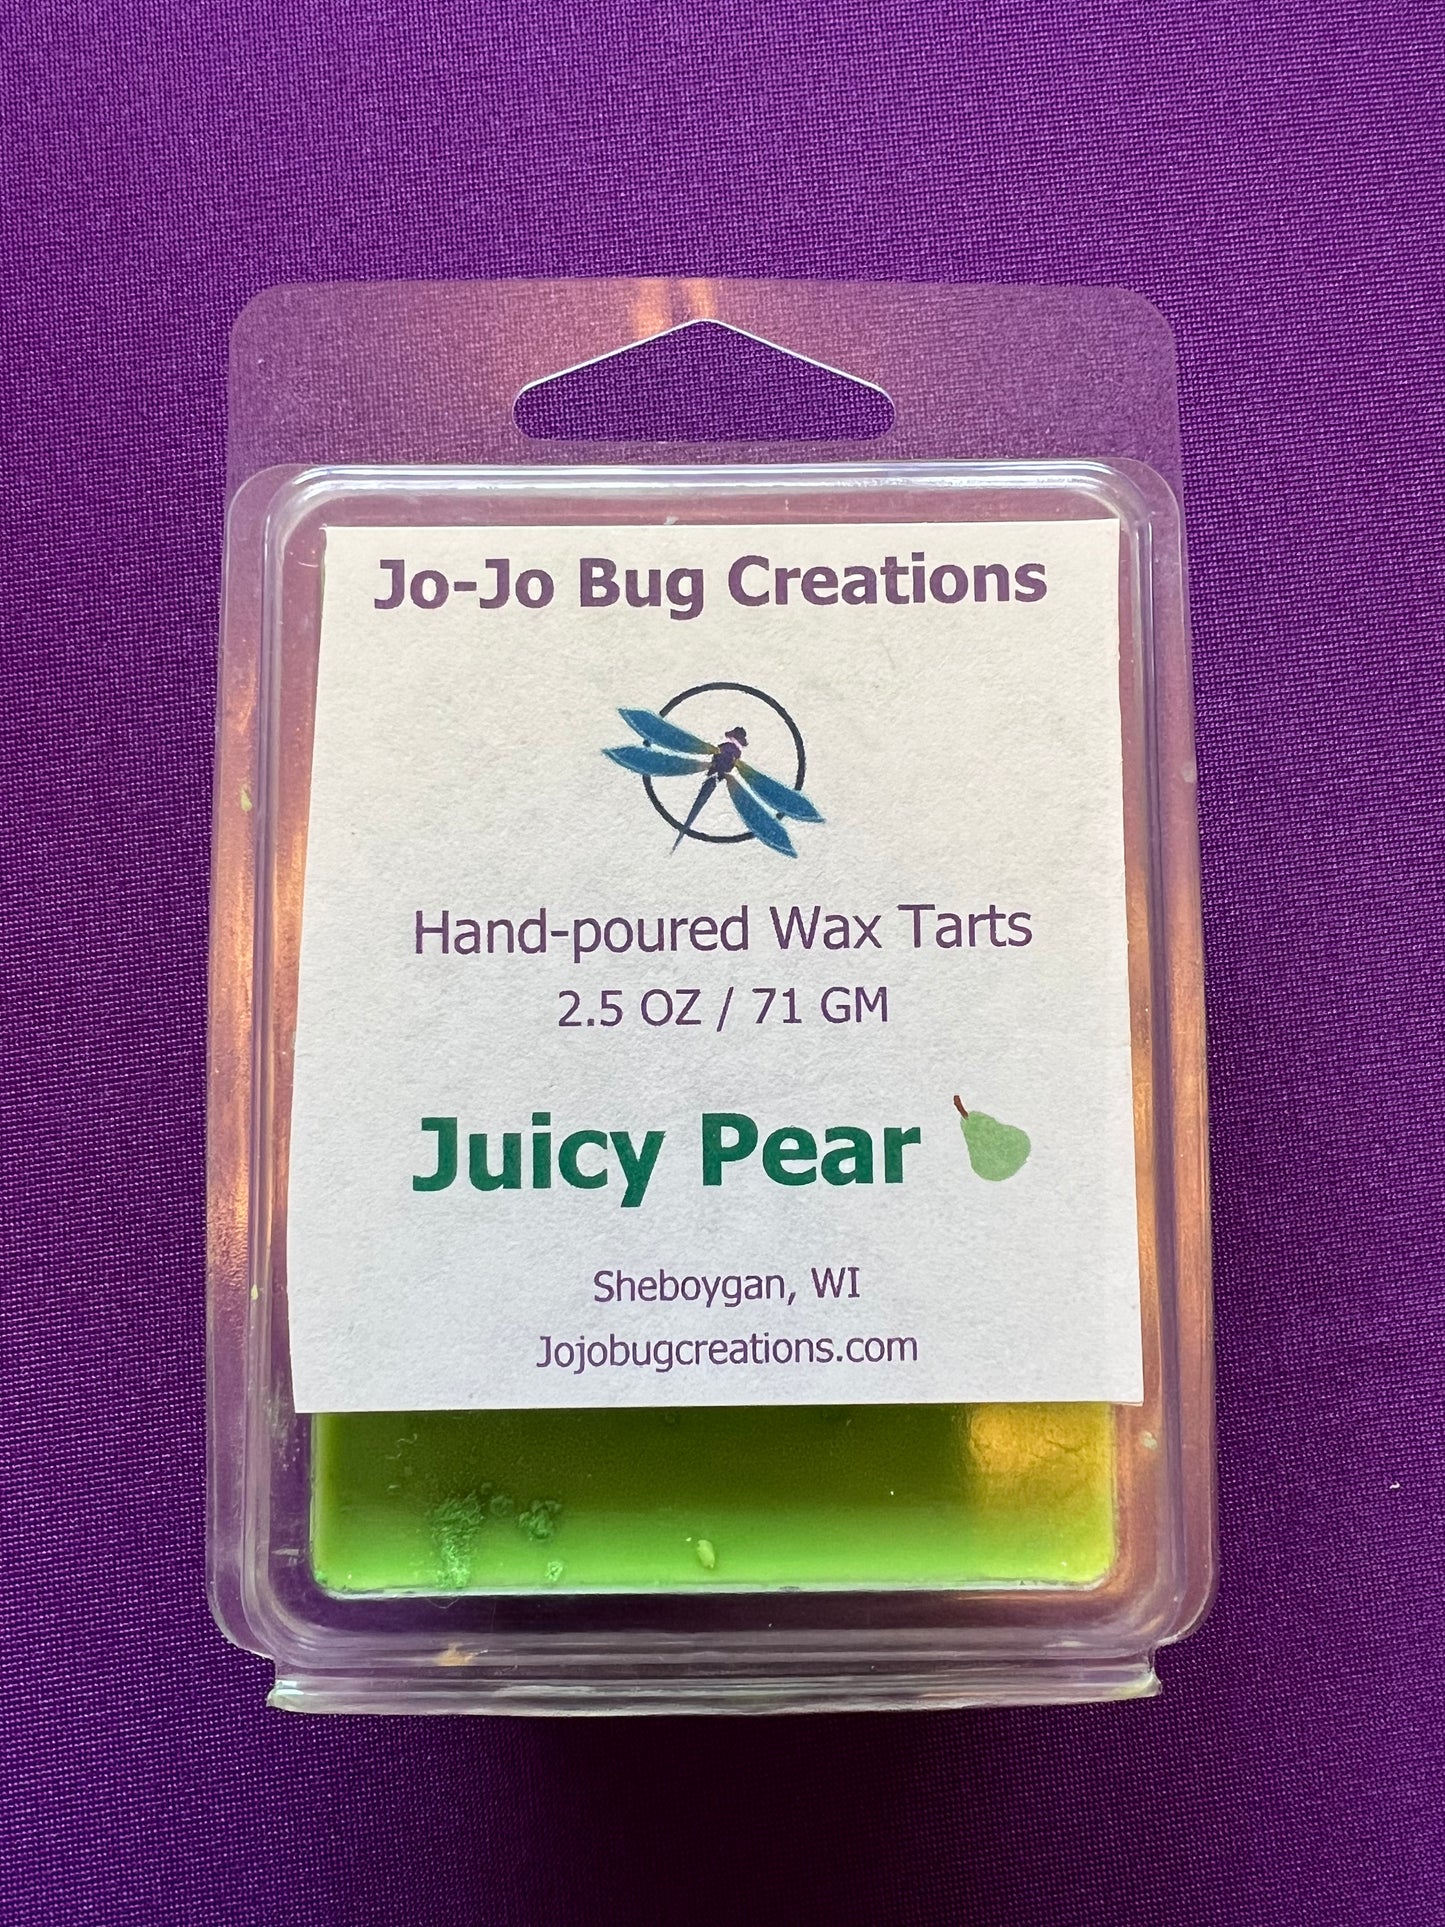 Jo-Jo Bug Creations
Hand-poured Wax Tarts
2.5 OZ / 71 GM
Juicy Pear
Sheboygan, WI
Jojobugcreations.com